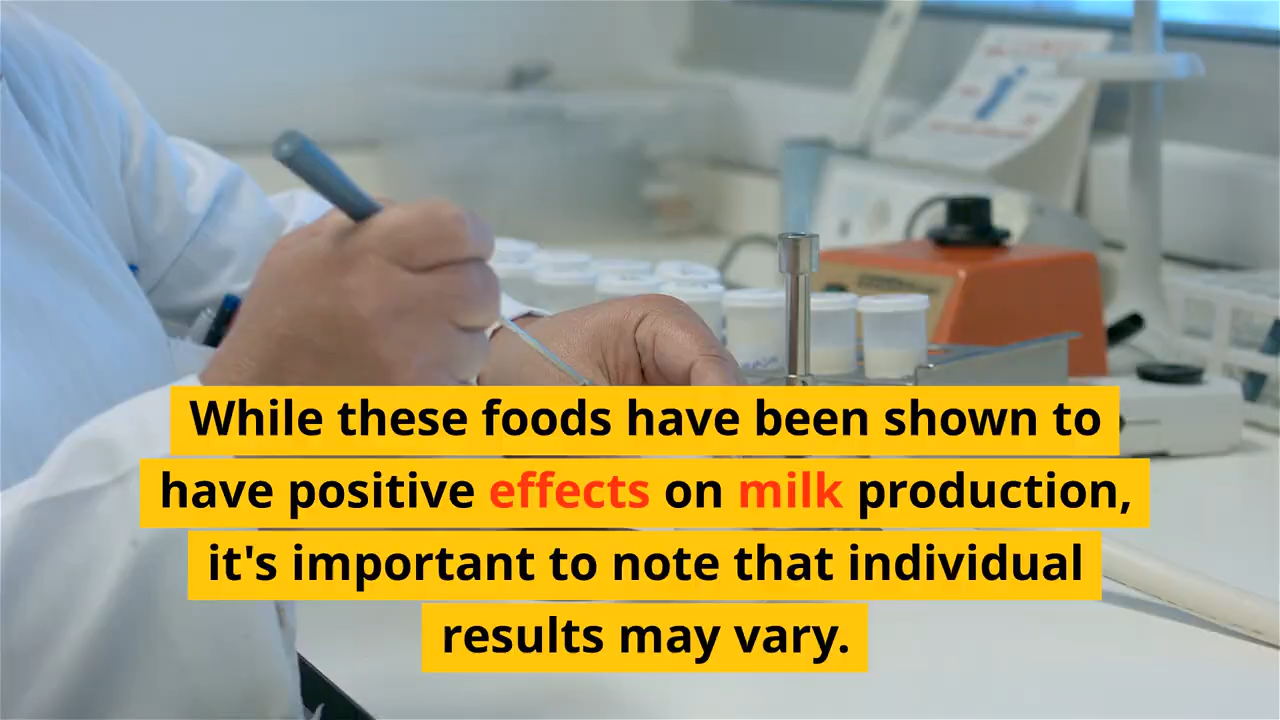 While these foods have been shown to
have positive effects on milk production,
it's important to note that individual
results may vary.